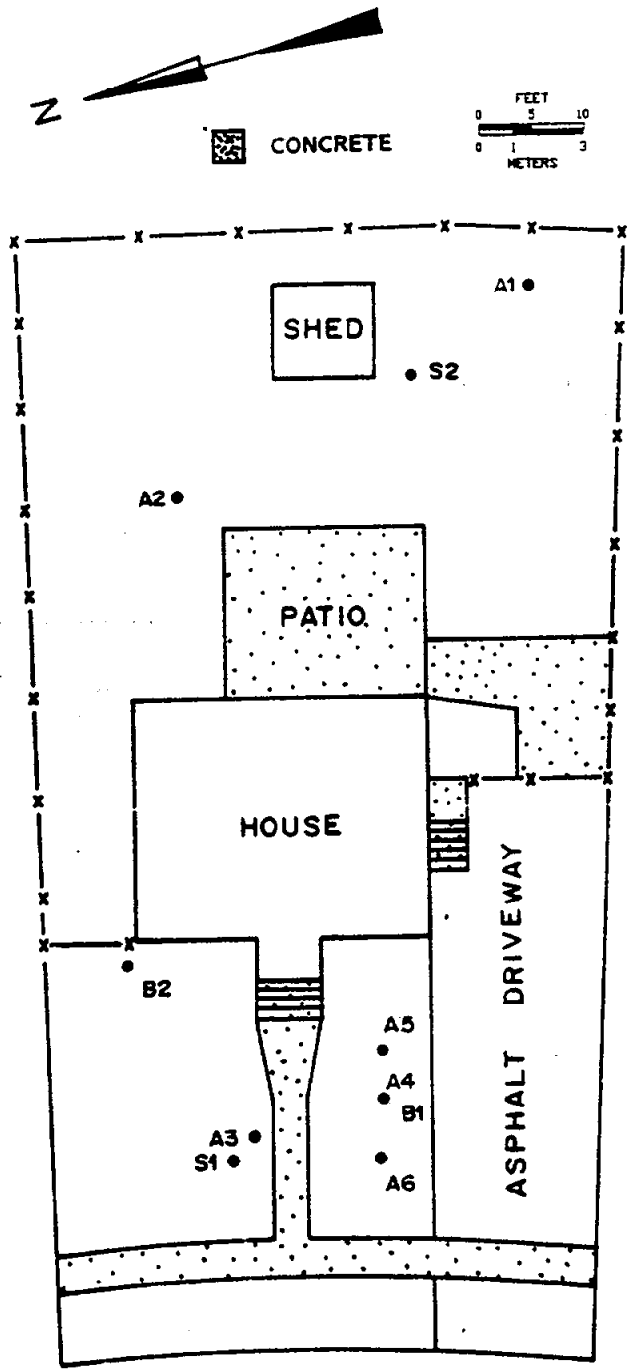 N
CONCRETE
FEET
0 5 10
0 1 3
METERS
A1
SHED
S2
A2
PATIO
HOUSE
ASPHALT DRIVEWAY
B2
A5
A4
B1
A3
S1
A6